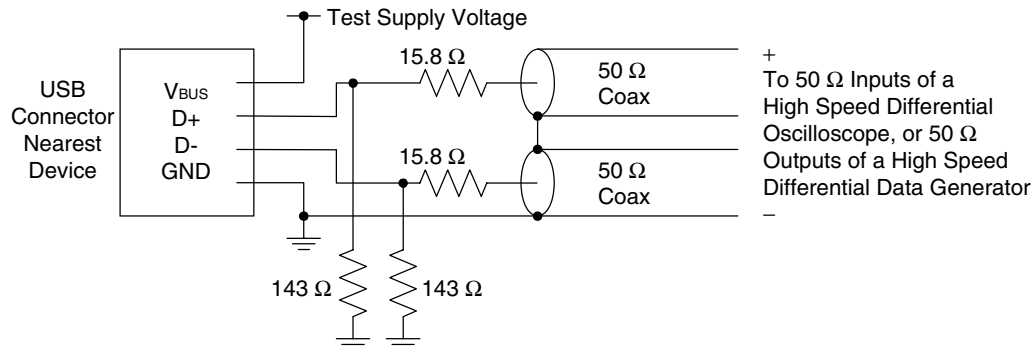 Test Supply Voltage
USB
Connector
Nearest
Device
VBUS
D+
D-
GND
15.8 Ω
50 Ω
Coax
15.8 Ω
50 Ω
Coax
143 Ω
143 Ω
+
To 50 Ω Inputs of a
High Speed Differential
Oscilloscope, or 50 Ω
Outputs of a High Speed
Differential Data Generator
−